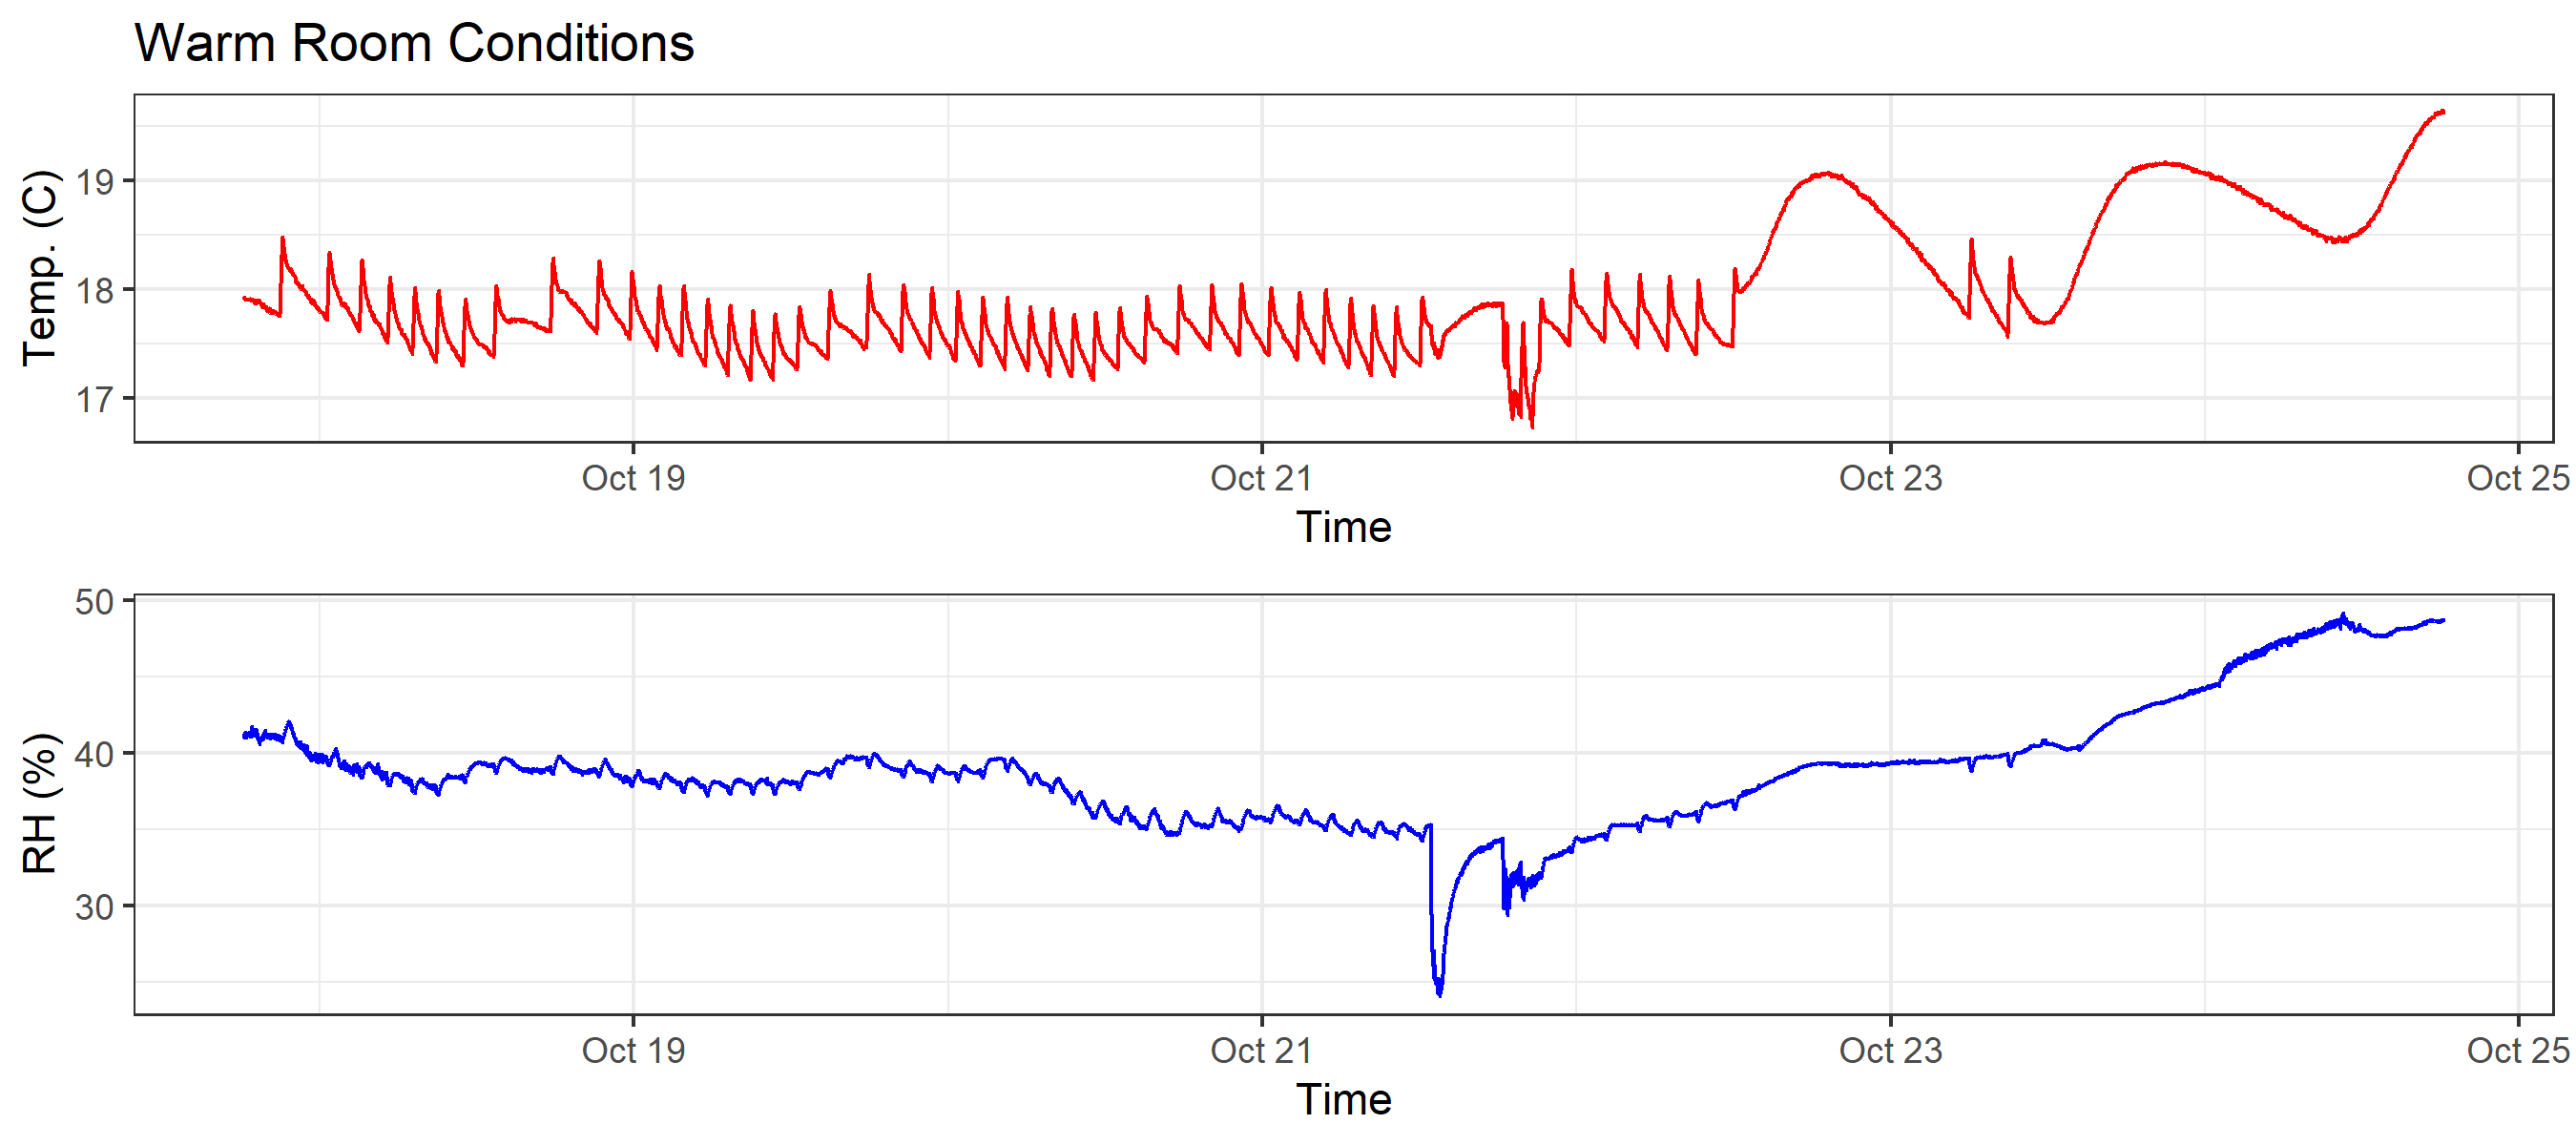 Warm Room Conditions
Temp. (C)
19
18
17
Oct 19 Oct 21 Oct 23 Oct 25
Time
RH (%)
50
40
30
Oct 19 Oct 21 Oct 23 Oct 25
Time